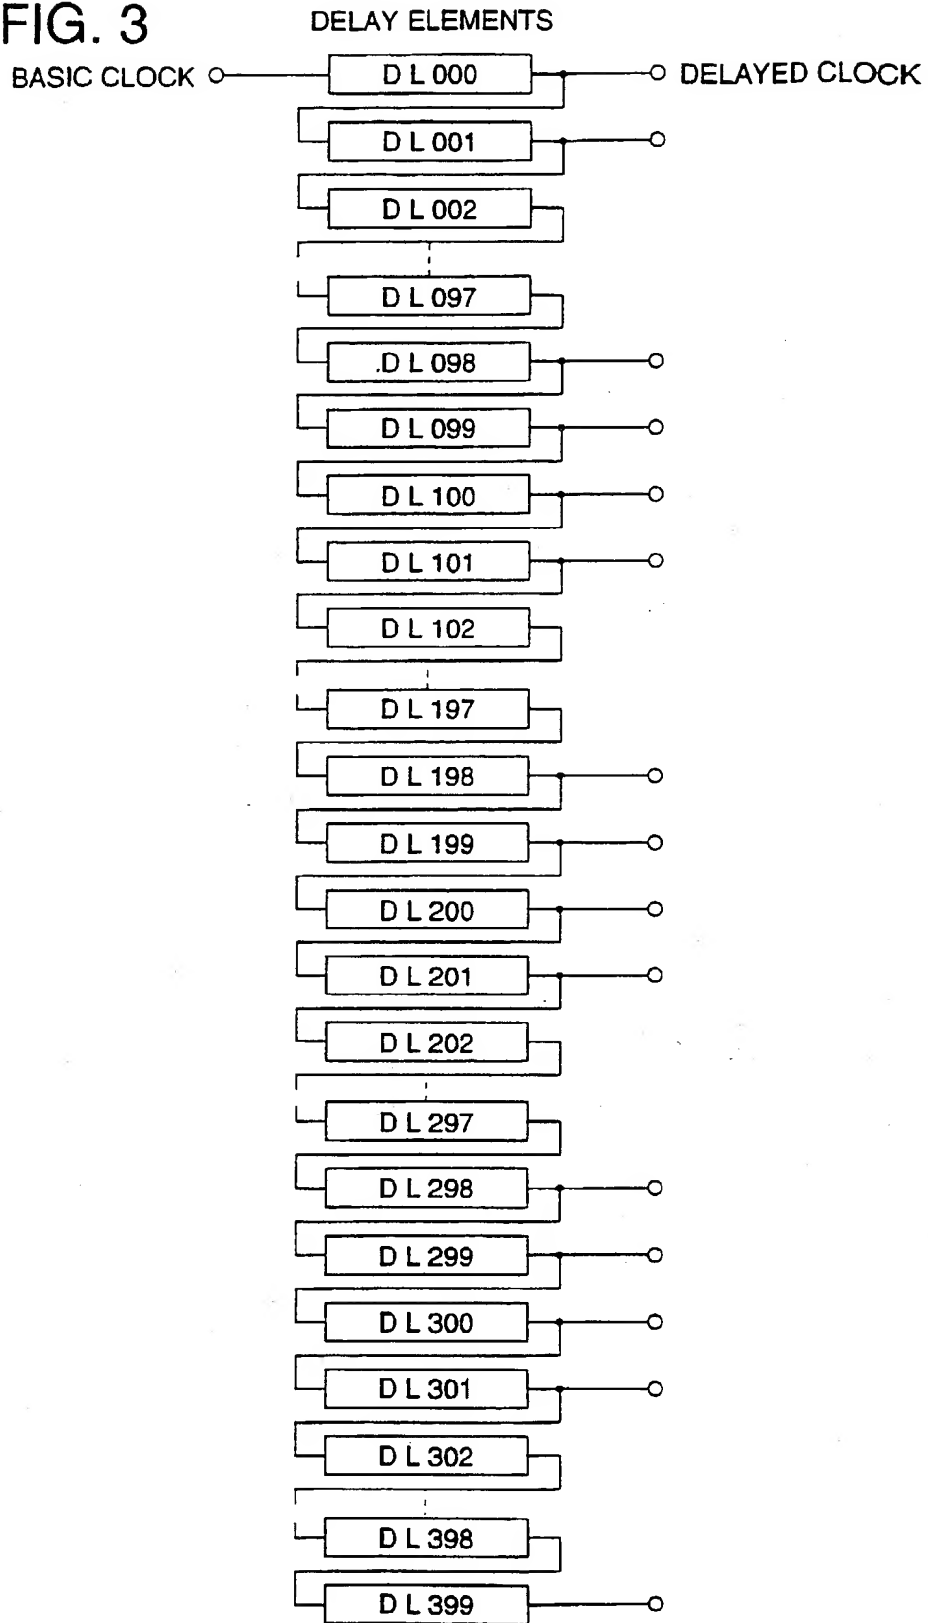 FIG. 3
DELAY ELEMENTS
BASIC CLOCK
D L 000
DELAYED CLOCK
D L 001
D L 002
D L 097
.D L 098
D L 099
D L 100
D L 101
D L 102
D L 197
D L 198
D L 199
D L 200
D L 201
D L 202
D L 297
D L 298
D L 299
D L 300
D L 301
D L 302
D L 398
D L 399